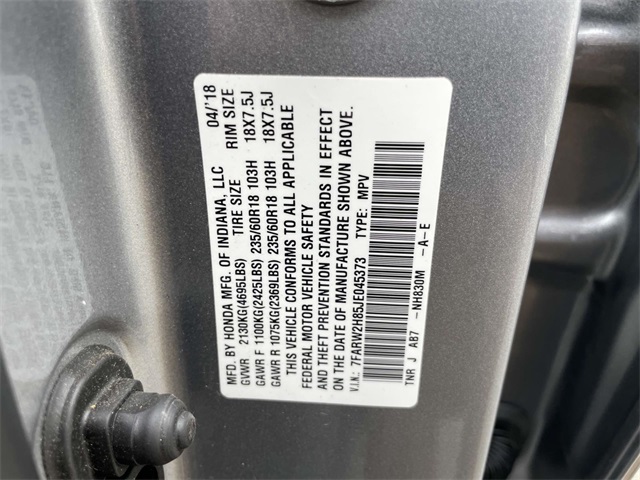 MFD. BY HONDA MFG. OF INDIANA, LLC 04/'18
GVWR 2130KG(4695LBS) TIRE SIZE RIM SIZE
GAWR F 1100KG(2425LBS) 235/60R18 103H 18X7.5J
GAWR R 1075KG(2369LBS) 235/60R18 103H 18X7.5J
THIS VEHICLE CONFORMS TO ALL APPLICABLE
FEDERAL MOTOR VEHICLE SAFETY
AND THEFT PREVENTION STANDARDS IN EFFECT
ON THE DATE OF MANUFACTURE SHOWN ABOVE.
V.I.N.: 7FARW2H85JE045373 TYPE: MPV
TNR J AB7 -NH830M -A-E